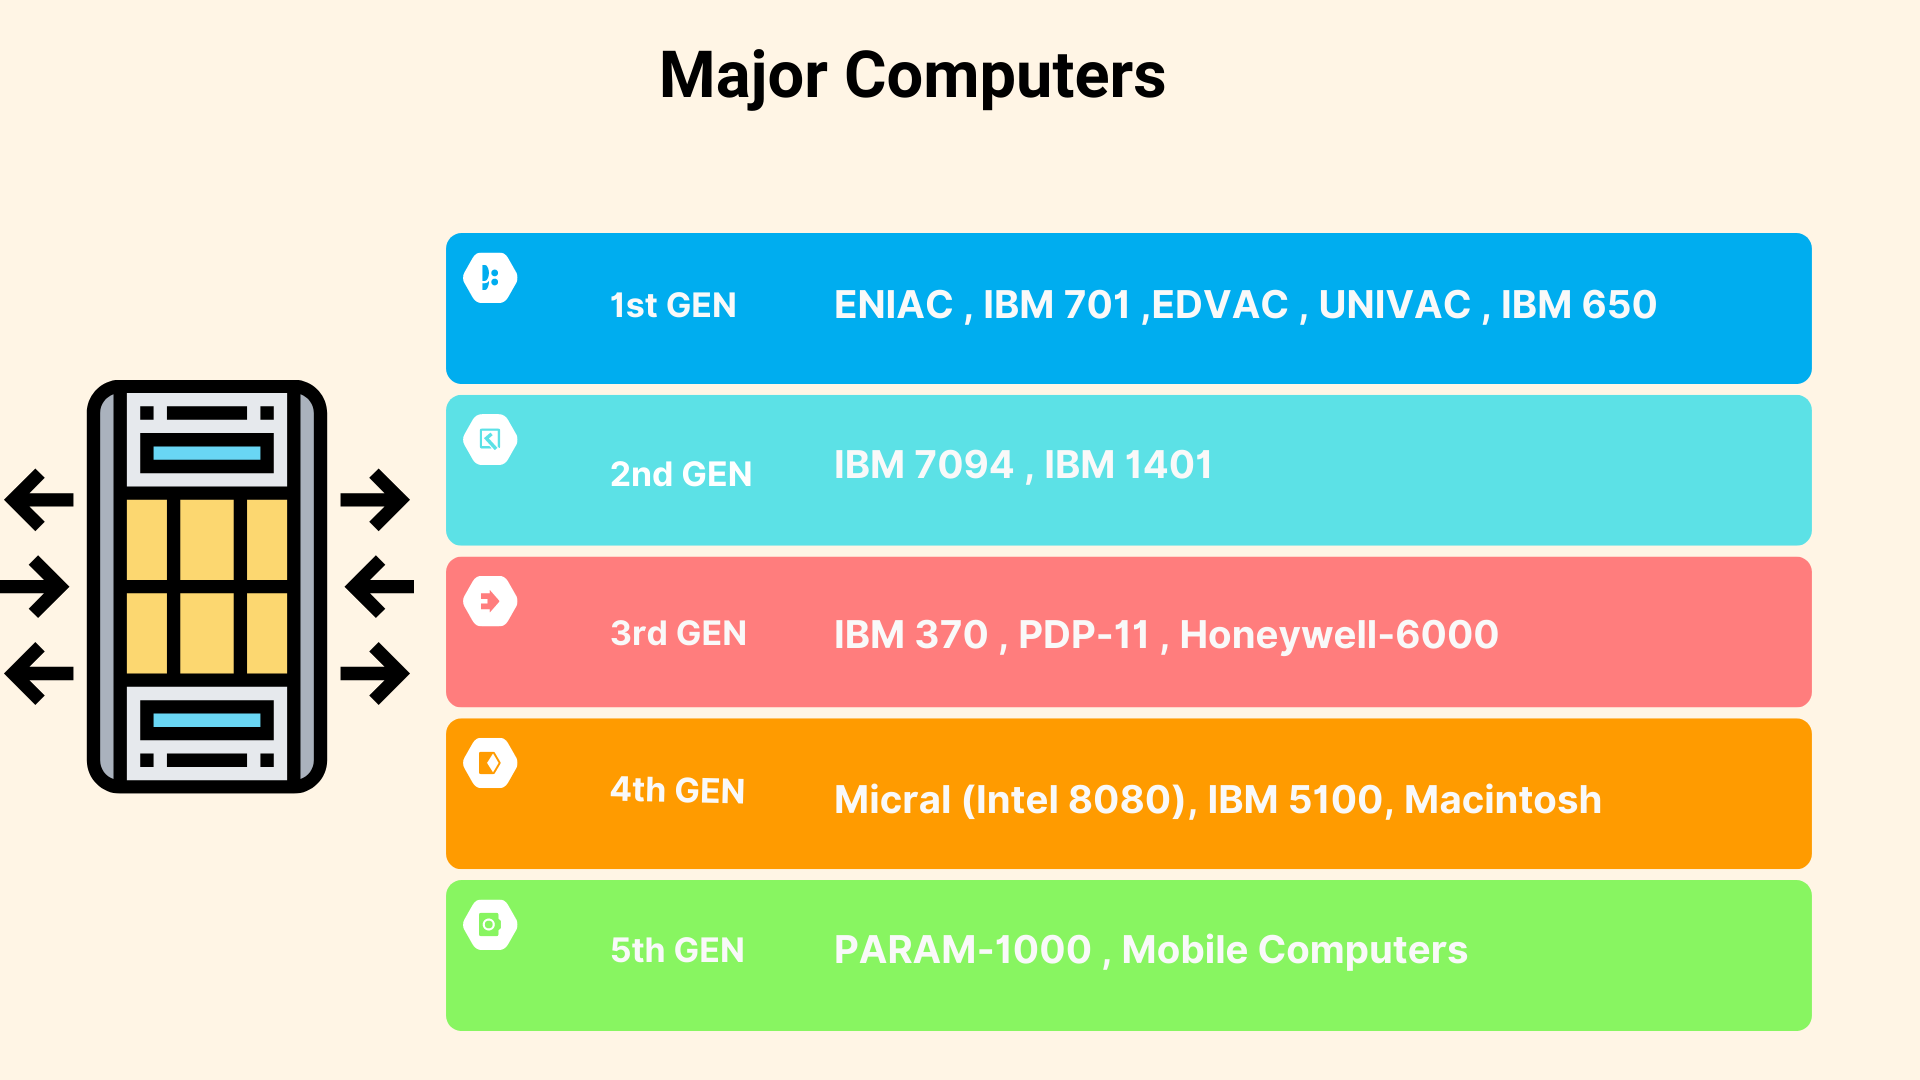 Major Computers
1st GEN ENIAC , IBM 701 ,EDVAC , UNIVAC , IBM 650
2nd GEN IBM 7094 , IBM 1401
3rd GEN IBM 370 , PDP-11 , Honeywell-6000
4th GEN Micral (Intel 8080), IBM 5100, Macintosh
5th GEN PARAM-1000 , Mobile Computers